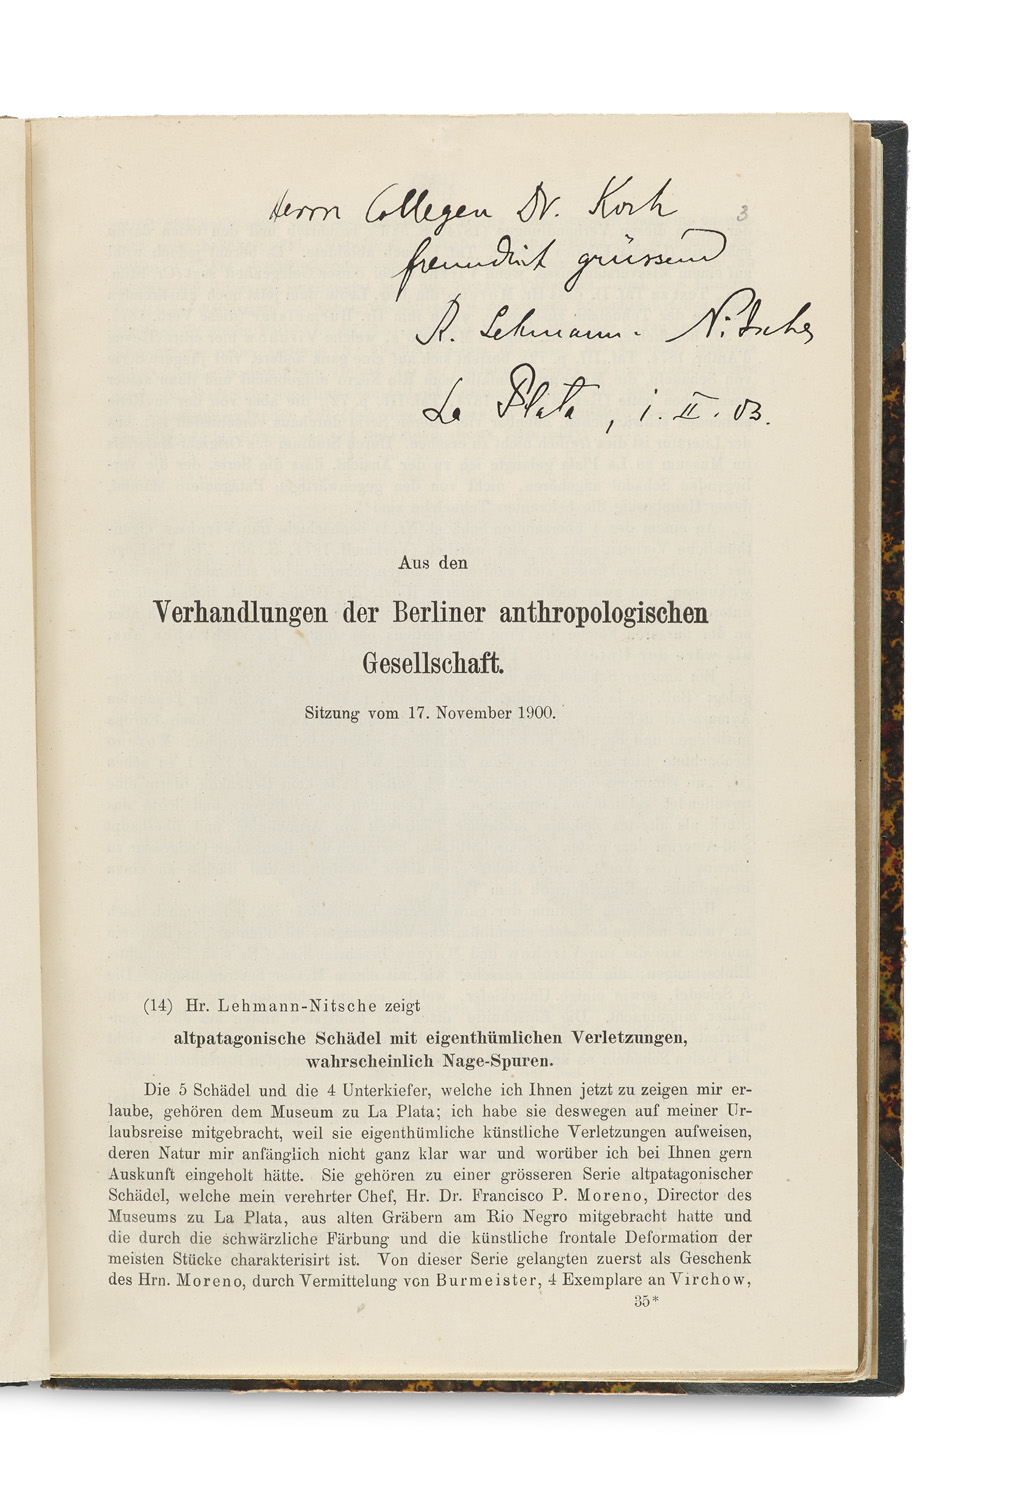 Herrn Collegen Dr. Koch
3
freundlichst grüssend
R. Lehmann-Nitsche
La Plata, 1. II. 03.
Aus den
Verhandlungen der Berliner anthropologischen
Gesellschaft.
Sitzung vom 17. November 1900.
(14) Hr. Lehmann-Nitsche zeigt
altpatagonische Schädel mit eigenthümlichen Verletzungen,
wahrscheinlich Nage-Spuren.
Die 5 Schädel und die 4 Unterkiefer, welche ich Ihnen jetzt zu zeigen mir er-
laube, gehören dem Museum zu La Plata; ich habe sie deswegen auf meiner Ur-
laubsreise mitgebracht, weil sie eigenthümliche künstliche Verletzungen aufweisen,
deren Natur mir anfänglich nicht ganz klar war und worüber ich bei Ihnen gern
Auskunft eingeholt hätte. Sie gehören zu einer grösseren Serie altpatagonischer
Schädel, welche mein verehrter Chef, Hr. Dr. Francisco P. Moreno, Director des
Museums zu La Plata, aus alten Gräbern am Rio Negro mitgebracht hatte und
die durch die schwärzliche Färbung und die künstliche frontale Deformation der
meisten Stücke charakterisirt ist. Von dieser Serie gelangten zuerst als Geschenk
des Hrn. Moreno, durch Vermittelung von Burmeister, 4 Exemplare an Virchow,
35*